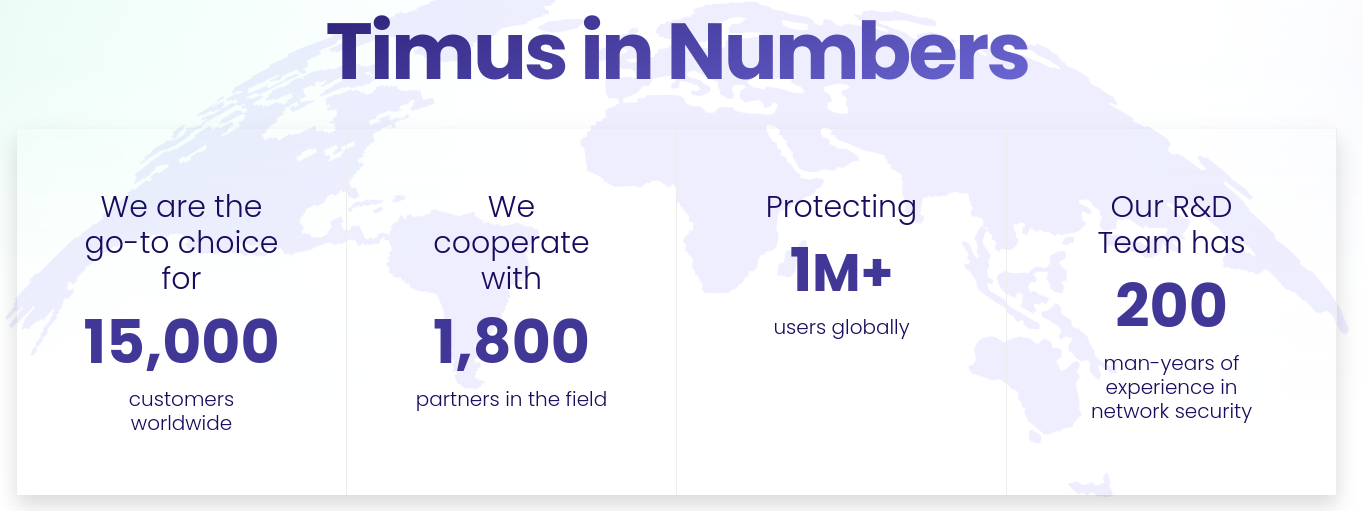 Timus in Numbers
We are the
go-to choice
for
15,000
customers
worldwide
We
cooperate
with
1,800
partners in the field
Protecting
1M+
users globally
Our R&D
Team has
200
man-years of
experience in
network security